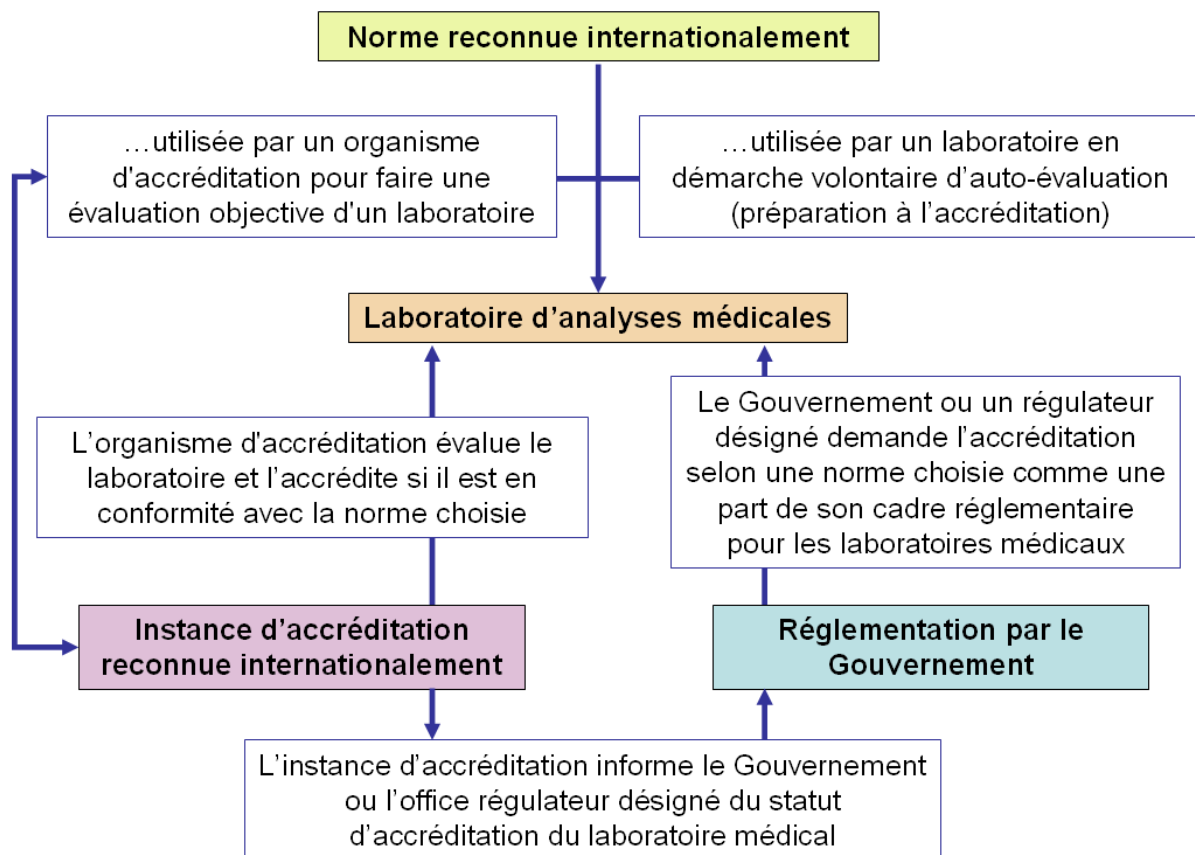 Norme reconnue internationalement
…utilisée par un organisme
d'accréditation pour faire une
évaluation objective d'un laboratoire
…utilisée par un laboratoire en
démarche volontaire d’auto-évaluation
(préparation à l’accréditation)
Laboratoire d’analyses médicales
L’organisme d'accréditation évalue le
laboratoire et l’accrédite si il est en
conformité avec la norme choisie
Le Gouvernement ou un régulateur
désigné demande l’accréditation
selon une norme choisie comme une
part de son cadre réglementaire
pour les laboratoires médicaux
Instance d’accréditation
reconnue internationalement
Réglementation par le
Gouvernement
L’instance d’accréditation informe le Gouvernement
ou l’office régulateur désigné du statut
d’accréditation du laboratoire médical